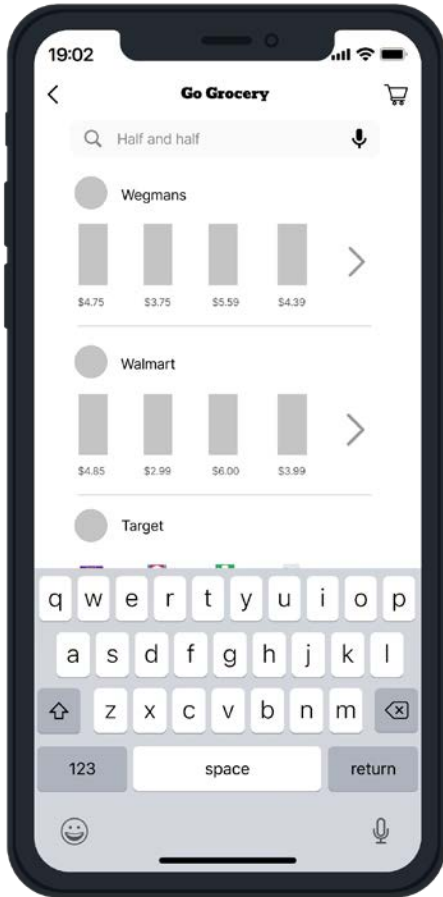 19:02
Go Grocery
Half and half
Wegmans
$4.75 $3.75 $5.59 $4.39
Walmart
$4.85 $2.99 $6.00 $3.99
Target
q w e r t y u i o p
a s d f g h j k l
z x c v b n m
123 space return